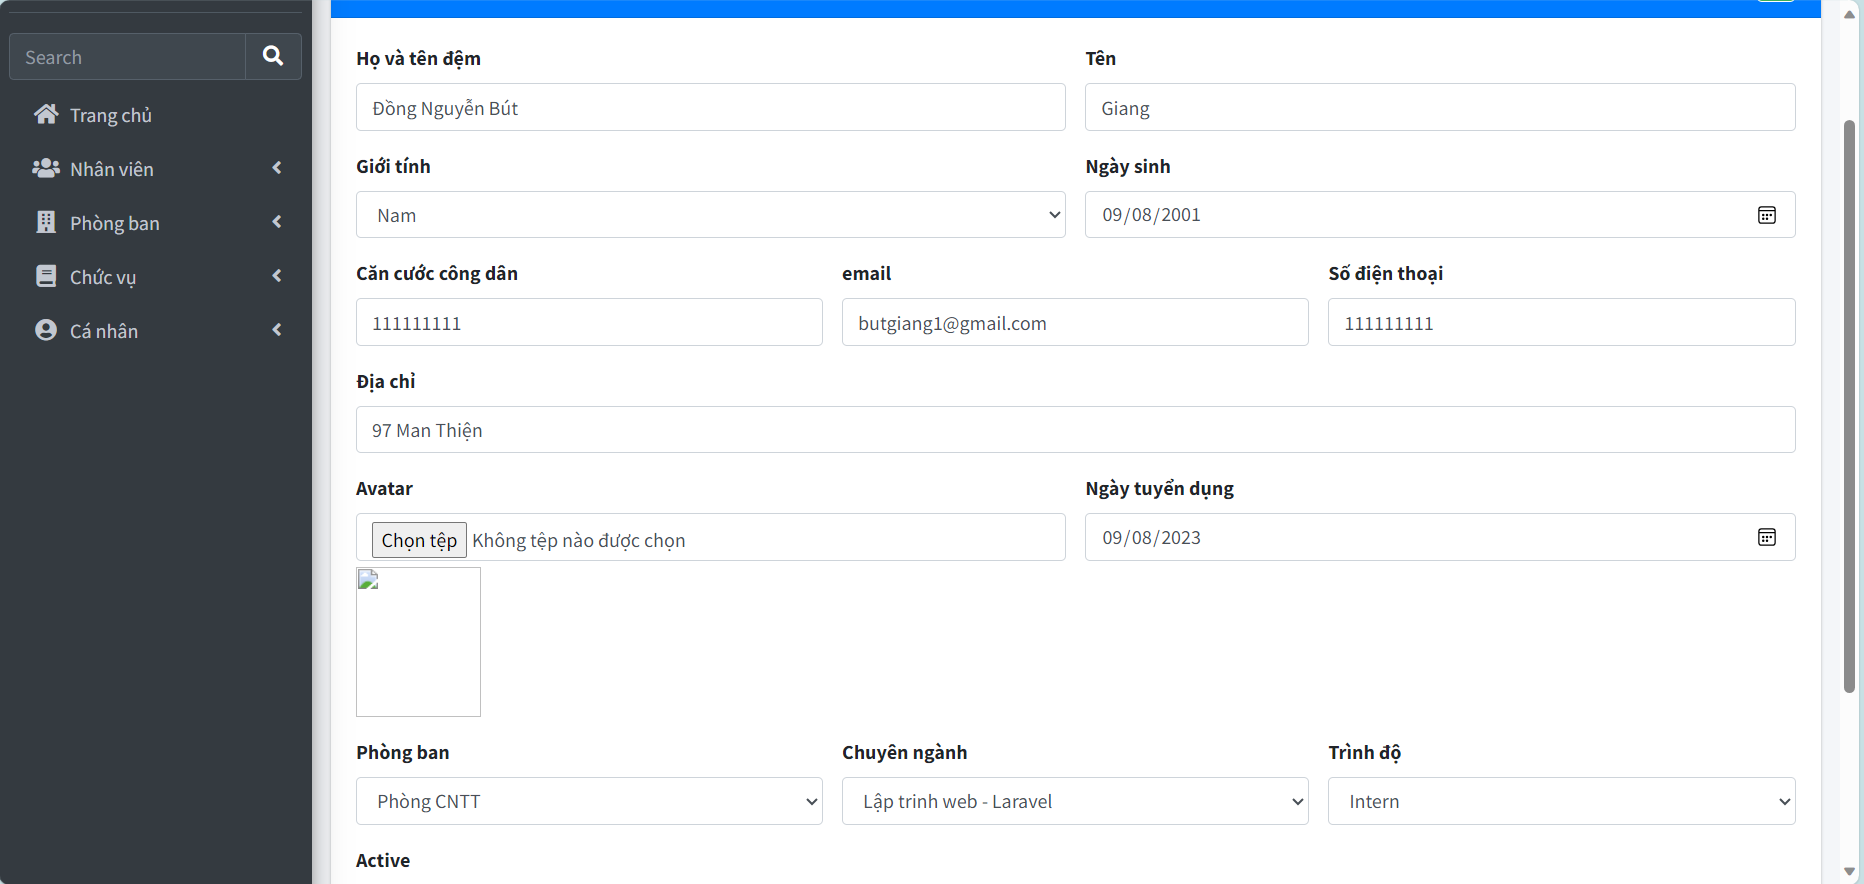 Search
Trang chủ
Nhân viên
Phòng ban
Chức vụ
Cá nhân
Họ và tên đệm
Tên
Đồng Nguyễn Bút
Giang
Giới tính
Ngày sinh
Nam
09/08/2001
Căn cước công dân
email
Số điện thoại
111111111
butgiang1@gmail.com
111111111
Địa chỉ
97 Man Thiện
Avatar
Ngày tuyển dụng
Chọn tệp Không tệp nào được chọn
09/08/2023
Phòng ban
Chuyên ngành
Trình độ
Phòng CNTT
Lập trinh web - Laravel
Intern
Active